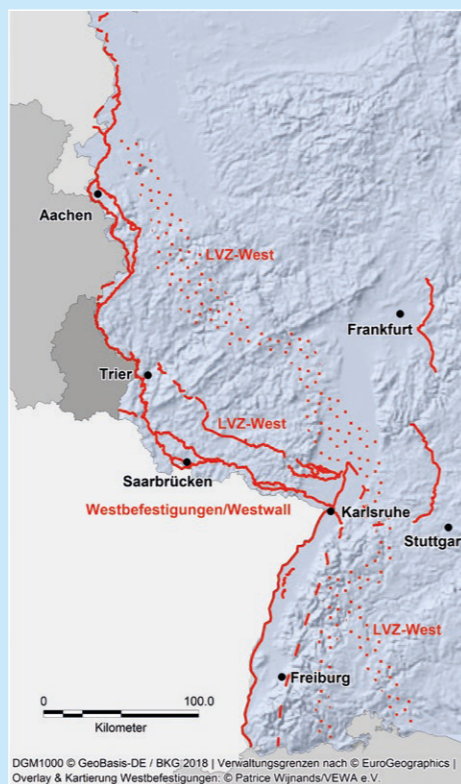 Aachen
LVZ-West
Frankfurt
Trier
LVZ-West
Saarbrücken
Westbefestigungen/Westwall
Karlsruhe
Stuttgar
LVZ-West
Freiburg
0 100.0
Kilometer
DGM1000 © GeoBasis-DE / BKG 2018 | Verwaltungsgrenzen nach © EuroGeographics |
Overlay & Kartierung Westbefestigungen: © Patrice Wijnands/VEWA e.V.